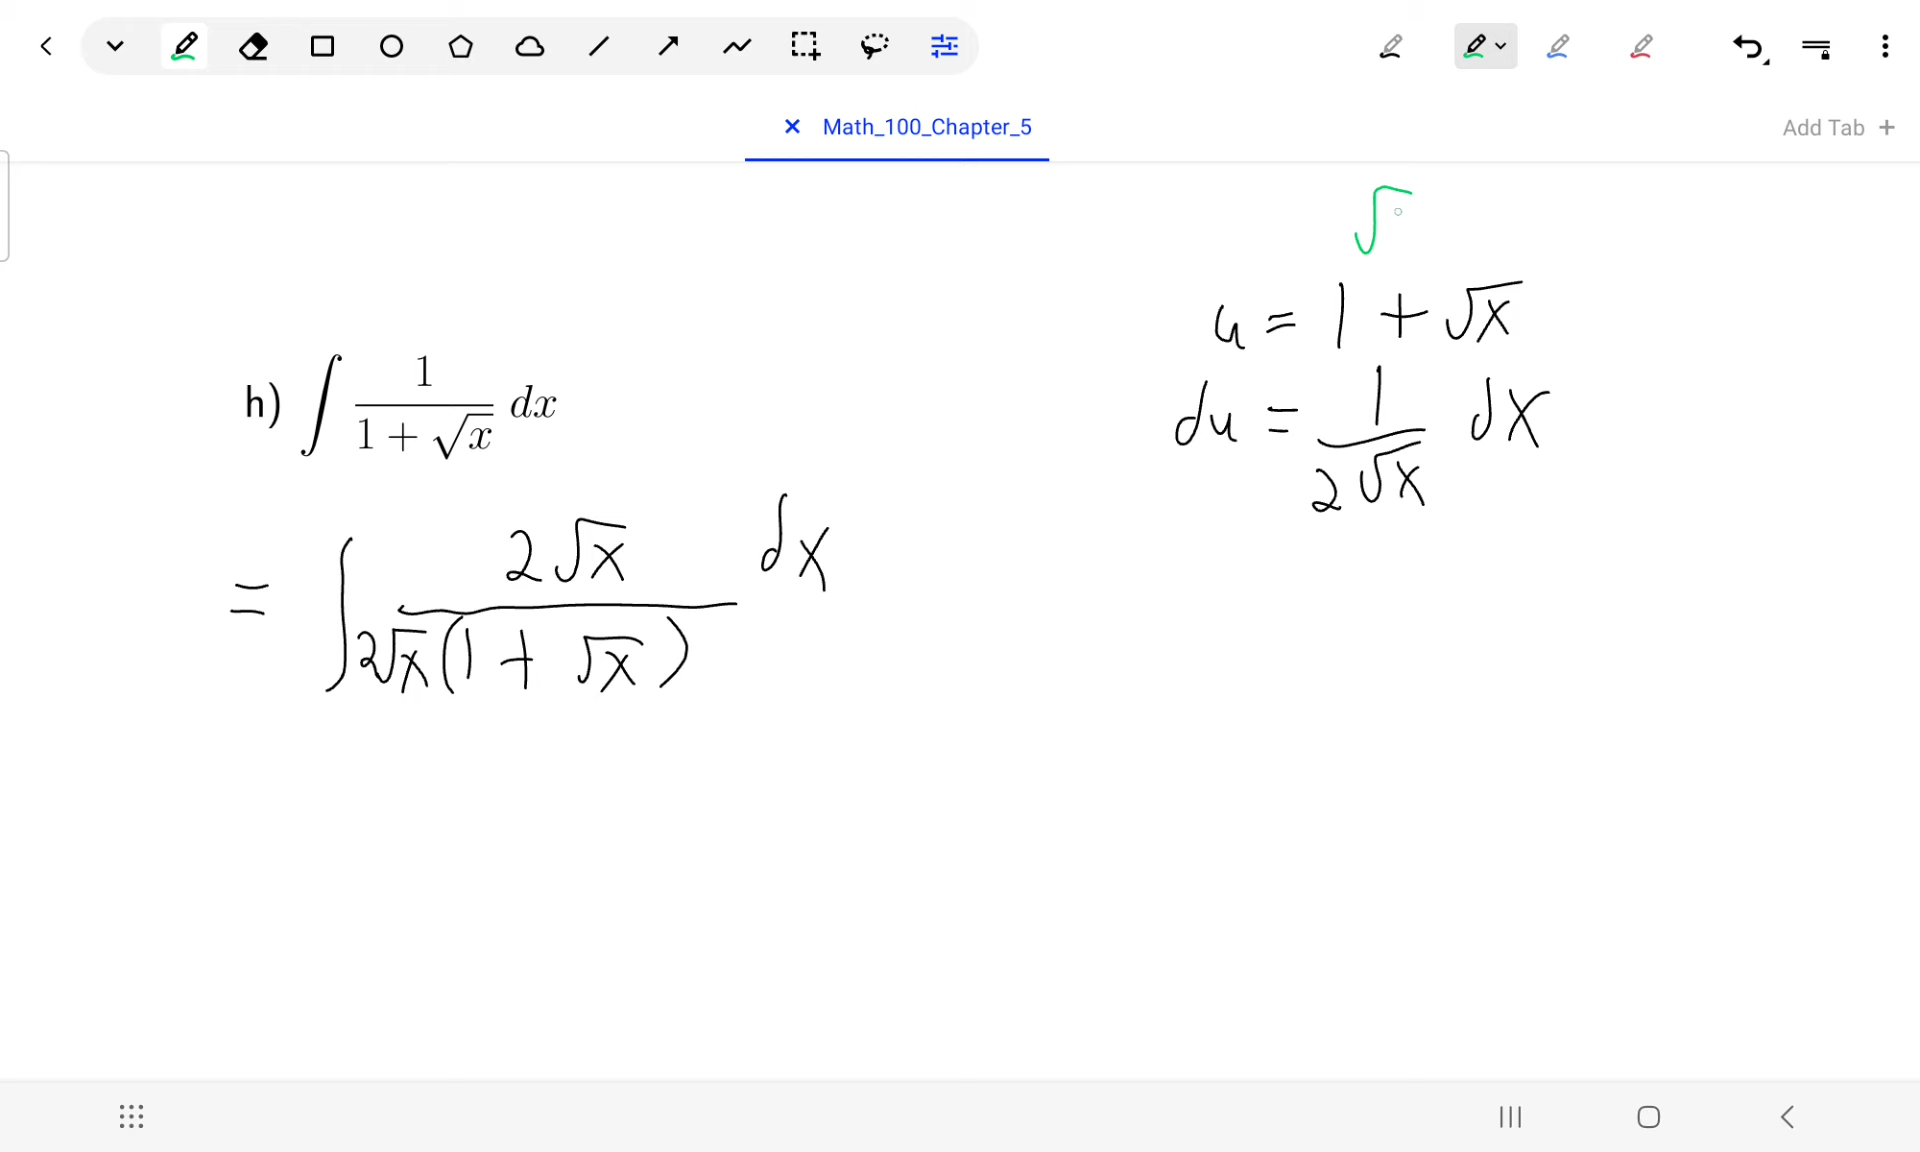 Math_100_Chapter_5
Add Tab +
√
u = 1 + √x
du = 1/(2√x) dx
h) ∫ 1/(1 + √x) dx
= ∫ 2√x/(2√x(1 + √x)) dx